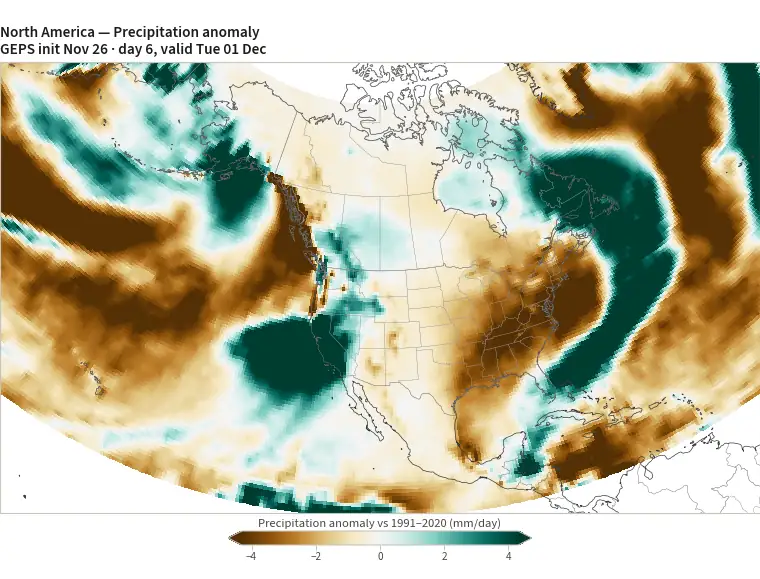 North America — Precipitation anomaly
GEPS init Nov 26 · day 6, valid Tue 01 Dec
Precipitation anomaly vs 1991–2020 (mm/day)
−4 −2 0 2 4